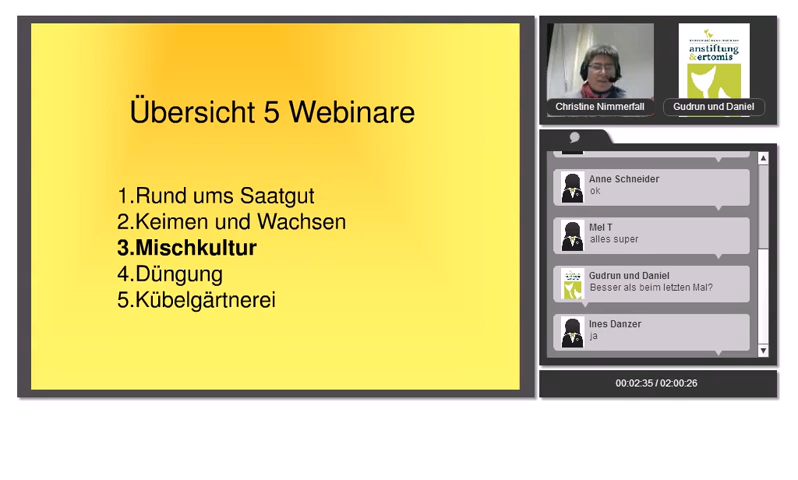 Übersicht 5 Webinare
1.Rund ums Saatgut
2.Keimen und Wachsen
3.Mischkultur
4.Düngung
5.Kübelgärtnerei
anstiftung
&ertomis
Christine Nimmerfall
Gudrun und Daniel
Anne Schneider
ok
Mel T
alles super
Gudrun und Daniel
Besser als beim letzten Mal?
Ines Danzer
ja
00:02:35 / 02:00:26